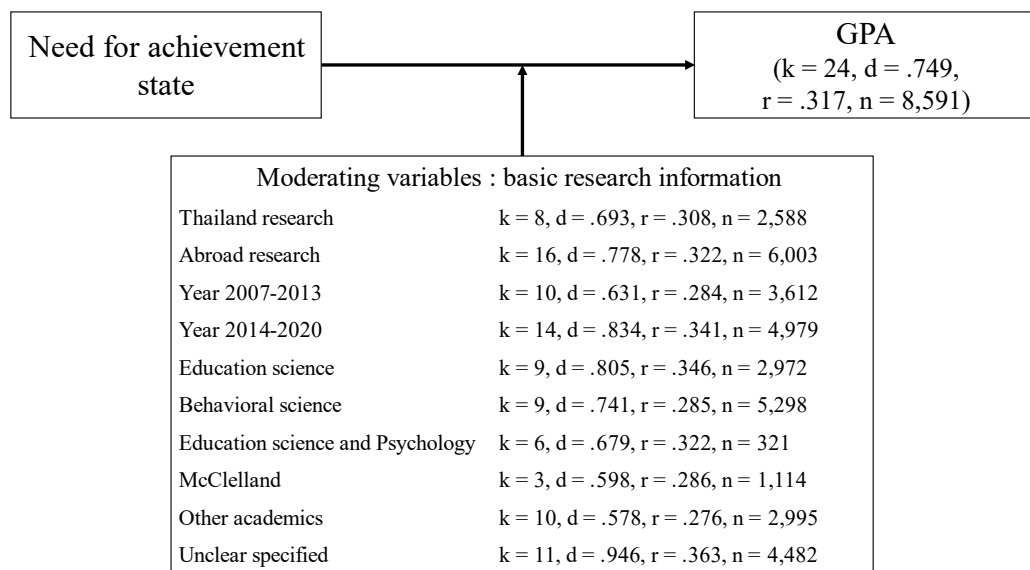 Need for achievement
state
GPA
(k = 24, d = .749,
r = .317, n = 8,591)
Moderating variables : basic research information
Thailand research k = 8, d = .693, r = .308, n = 2,588
Abroad research k = 16, d = .778, r = .322, n = 6,003
Year 2007-2013 k = 10, d = .631, r = .284, n = 3,612
Year 2014-2020 k = 14, d = .834, r = .341, n = 4,979
Education science k = 9, d = .805, r = .346, n = 2,972
Behavioral science k = 9, d = .741, r = .285, n = 5,298
Education science and Psychology k = 6, d = .679, r = .322, n = 321
McClelland k = 3, d = .598, r = .286, n = 1,114
Other academics k = 10, d = .578, r = .276, n = 2,995
Unclear specified k = 11, d = .946, r = .363, n = 4,482